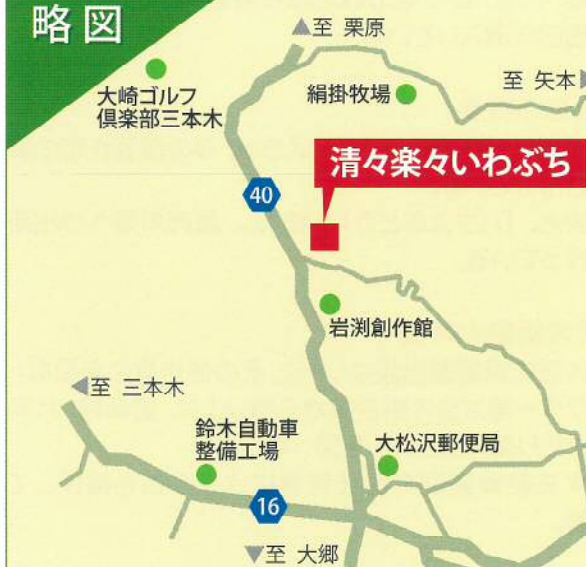 略図
至 栗原
大崎ゴルフ
倶楽部三本木
絹掛牧場
至 矢本
清々楽々いわぶち
40
岩渕創作館
至 三本木
鈴木自動車
整備工場
大松沢郵便局
16
至 大郷